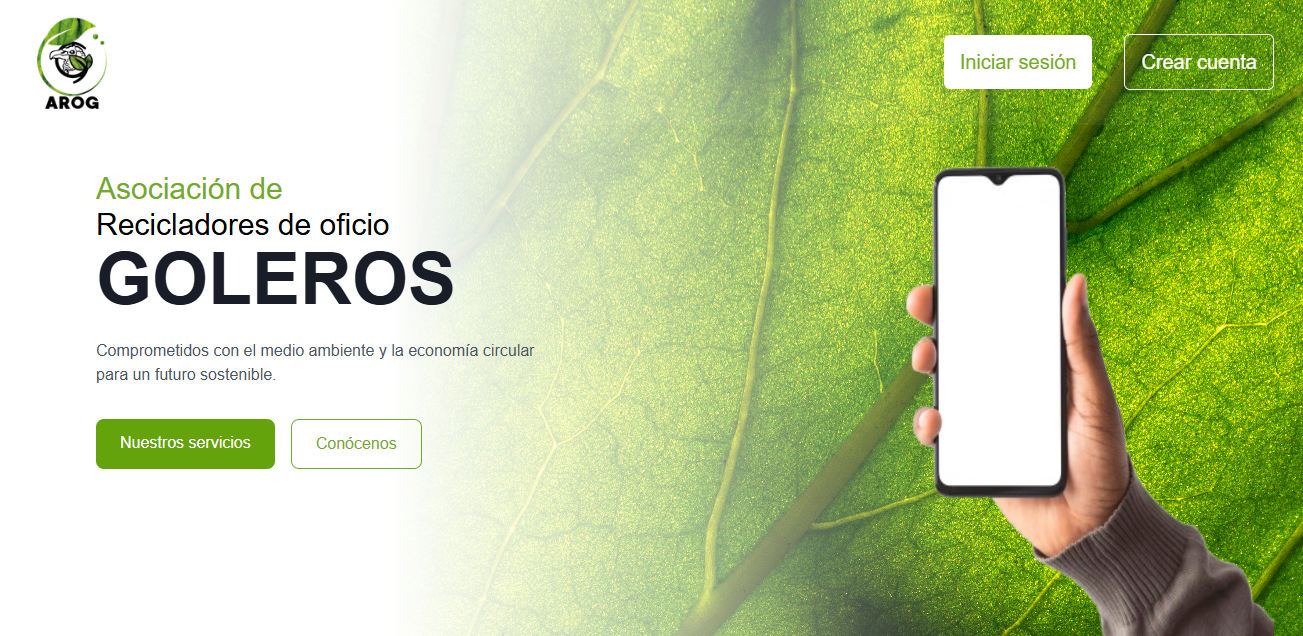 AROG
Iniciar sesión
Crear cuenta
Asociación de
Recicladores de oficio
GOLEROS
Comprometidos con el medio ambiente y la economía circular
para un futuro sostenible.
Nuestros servicios
Conócenos